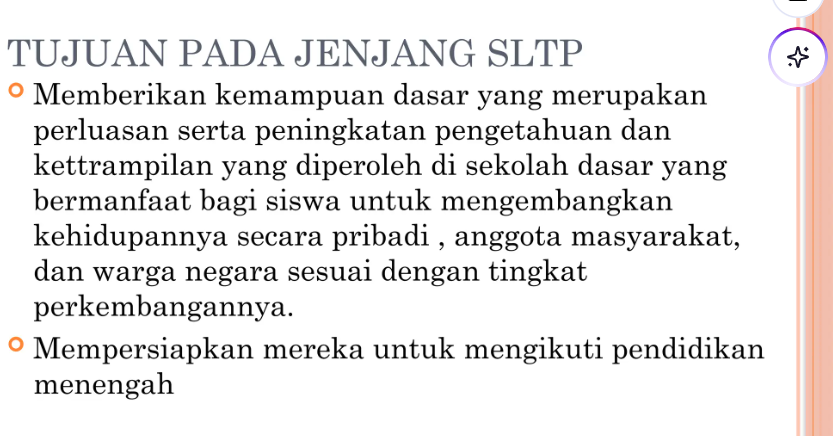 TUJUAN PADA JENJANG SLTP
Memberikan kemampuan dasar yang merupakan
perluasan serta peningkatan pengetahuan dan
kettrampilan yang diperoleh di sekolah dasar yang
bermanfaat bagi siswa untuk mengembangkan
kehidupannya secara pribadi , anggota masyarakat,
dan warga negara sesuai dengan tingkat
perkembangannya.
Mempersiapkan mereka untuk mengikuti pendidikan
menengah